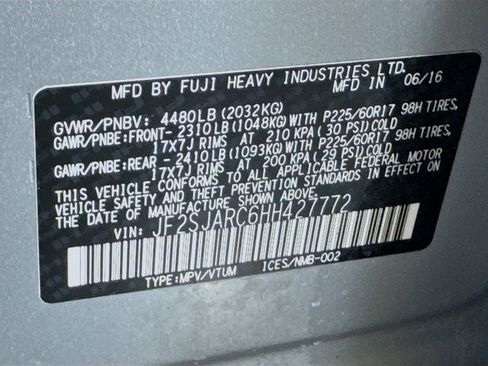 MFD BY FUJI HEAVY INDUSTRIES LTD.
MFD IN 06/16
GVWR/PNBV: 4480LB(2032KG)
GAWR/PNBE:FRONT- 2310LB(1048KG)WITH P225/60R17 98H TIRES,
17X7J RIMS AT 210 KPA(30 PSI)COLD
GAWR/PNBE:REAR - 2410LB(1093KG)WITH P225/60R17 98H TIRES,
17X7J RIMS AT 200 KPA(29 PSI)COLD
THIS VEHICLE CONFORMS TO ALL APPLICABLE FEDERAL MOTOR
VEHICLE SAFETY AND THEFT PREVENTION STANDARDS IN EFFECT ON
THE DATE OF MANUFACTURE SHOWN ABOVE.
VIN: JF2SJARC6HH427772
TYPE:MPV/VTUM ICES/NMB-002